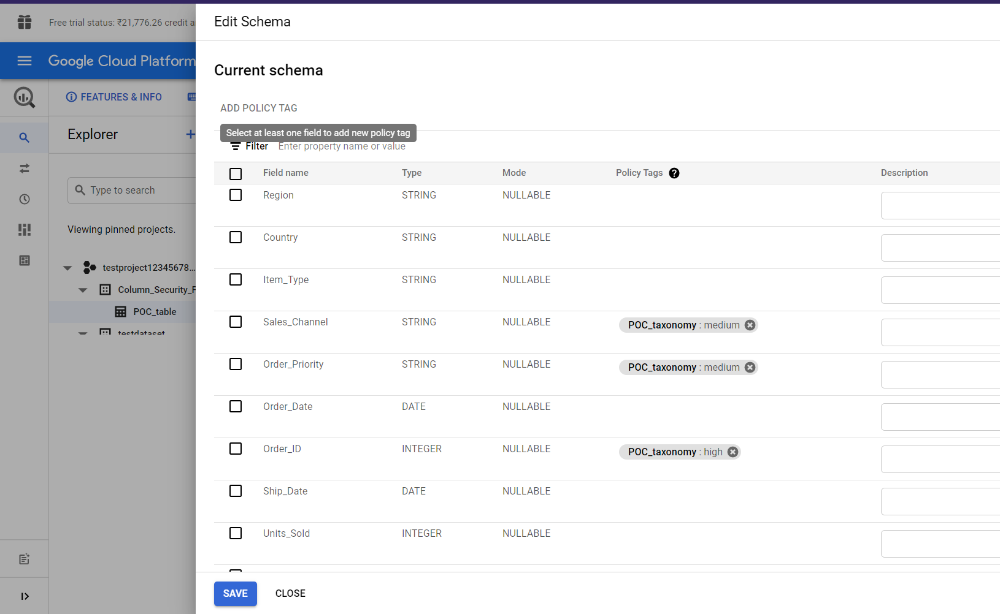 Free trial status: ₹21,776.26 credit a
Google Cloud Platform
FEATURES & INFO
Explorer
Type to search
Viewing pinned projects.
testproject12345678...
Column_Security_
POC_table
testdataset
Edit Schema
Current schema
ADD POLICY TAG
Select at least one field to add new policy tag
Filter Enter property name or value
Field name Type Mode Policy Tags Description
Region STRING NULLABLE
Country STRING NULLABLE
Item_Type STRING NULLABLE
Sales_Channel STRING NULLABLE POC_taxonomy : medium
Order_Priority STRING NULLABLE POC_taxonomy : medium
Order_Date DATE NULLABLE
Order_ID INTEGER NULLABLE POC_taxonomy : high
Ship_Date DATE NULLABLE
Units_Sold INTEGER NULLABLE
SAVE CLOSE